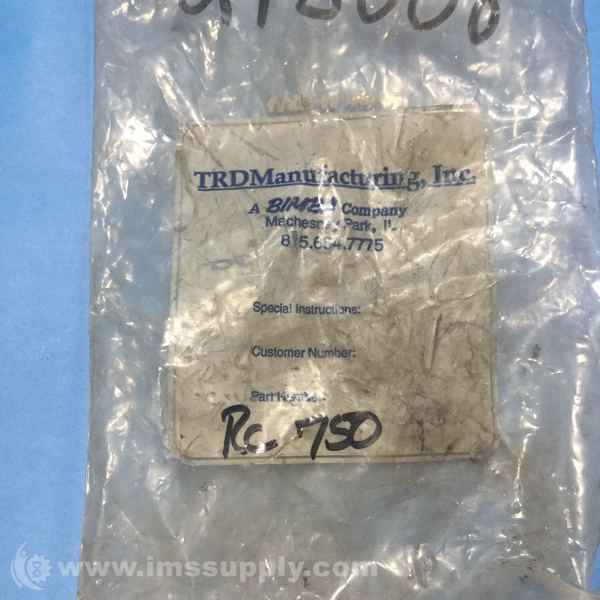 TRDManufacturing, Inc.
A BIMBA Company
Machesney Park, IL
815.654.7775
Special Instructions:
Customer Number:
Part Number:
RC 750
www.imssupply.com